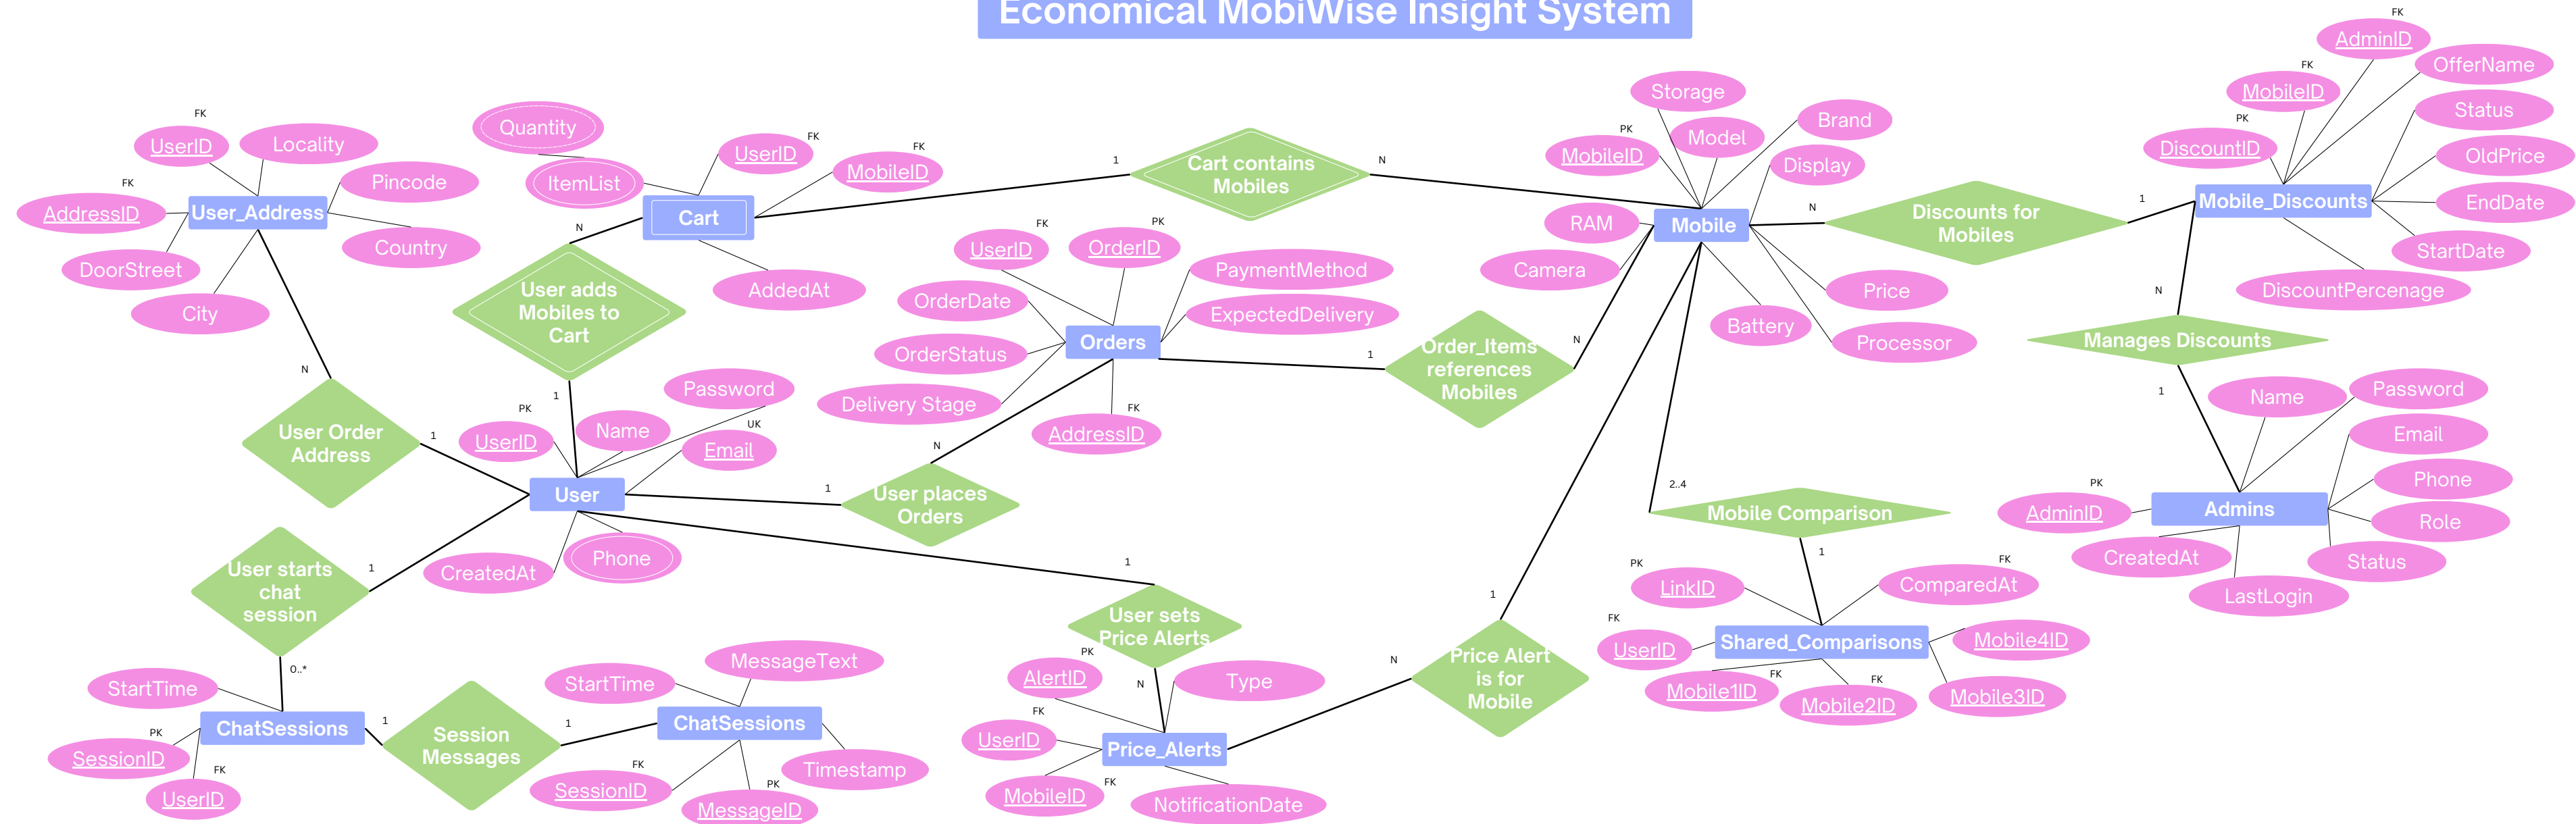 Economical MobiWise Insight System
FK
UserID
Locality
FK
AddressID
Pincode
User_Address
DoorStreet
Country
City
Quantity
ItemList
FK
UserID
FK
MobileID
Cart
AddedAt
1
Cart contains
Mobiles
N
N
User adds
Mobiles to
Cart
1
N
User Order
Address
1
Storage
PK
MobileID
Model
Brand
Display
RAM
Mobile
Camera
Price
Battery
Processor
N
Discounts for
Mobiles
1
FK
AdminID
FK
MobileID
OfferName
PK
DiscountID
Status
OldPrice
Mobile_Discounts
EndDate
StartDate
DiscountPercenage
N
Manages Discounts
1
FK
UserID
PK
OrderID
PaymentMethod
OrderDate
ExpectedDelivery
Orders
OrderStatus
Delivery Stage
FK
AddressID
1
Order_Items
references
Mobiles
N
N
User places
Orders
1
PK
UserID
Name
Password
UK
Email
User
CreatedAt
Phone
1
User starts
chat
session
0..*
1
User sets
Price Alerts
N
2..4
Mobile Comparison
1
1
Price Alert
is for
Mobile
N
Name
Password
Email
Phone
PK
AdminID
Admins
Role
CreatedAt
Status
LastLogin
PK
LinkID
FK
ComparedAt
FK
UserID
Shared_Comparisons
Mobile4ID
FK
Mobile1ID
FK
Mobile2ID
Mobile3ID
StartTime
ChatSessions
PK
SessionID
FK
UserID
1
Session
Messages
1
StartTime
MessageText
ChatSessions
FK
SessionID
PK
MessageID
Timestamp
PK
AlertID
Type
FK
UserID
Price_Alerts
MobileID
FK
NotificationDate